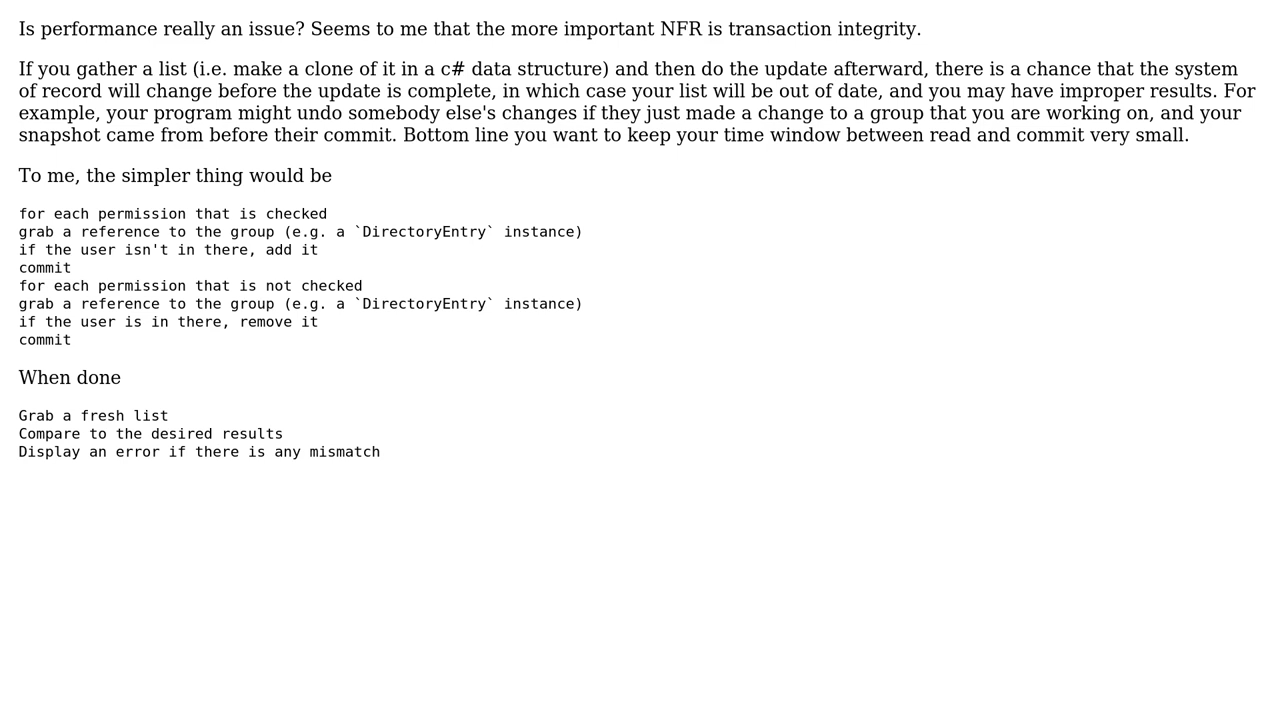 Is performance really an issue? Seems to me that the more important NFR is transaction integrity.
If you gather a list (i.e. make a clone of it in a c# data structure) and then do the update afterward, there is a chance that the system
of record will change before the update is complete, in which case your list will be out of date, and you may have improper results. For
example, your program might undo somebody else's changes if they just made a change to a group that you are working on, and your
snapshot came from before their commit. Bottom line you want to keep your time window between read and commit very small.
To me, the simpler thing would be
for each permission that is checked
grab a reference to the group (e.g. a `DirectoryEntry` instance)
if the user isn't in there, add it
commit
for each permission that is not checked
grab a reference to the group (e.g. a `DirectoryEntry` instance)
if the user is in there, remove it
commit
When done
Grab a fresh list
Compare to the desired results
Display an error if there is any mismatch